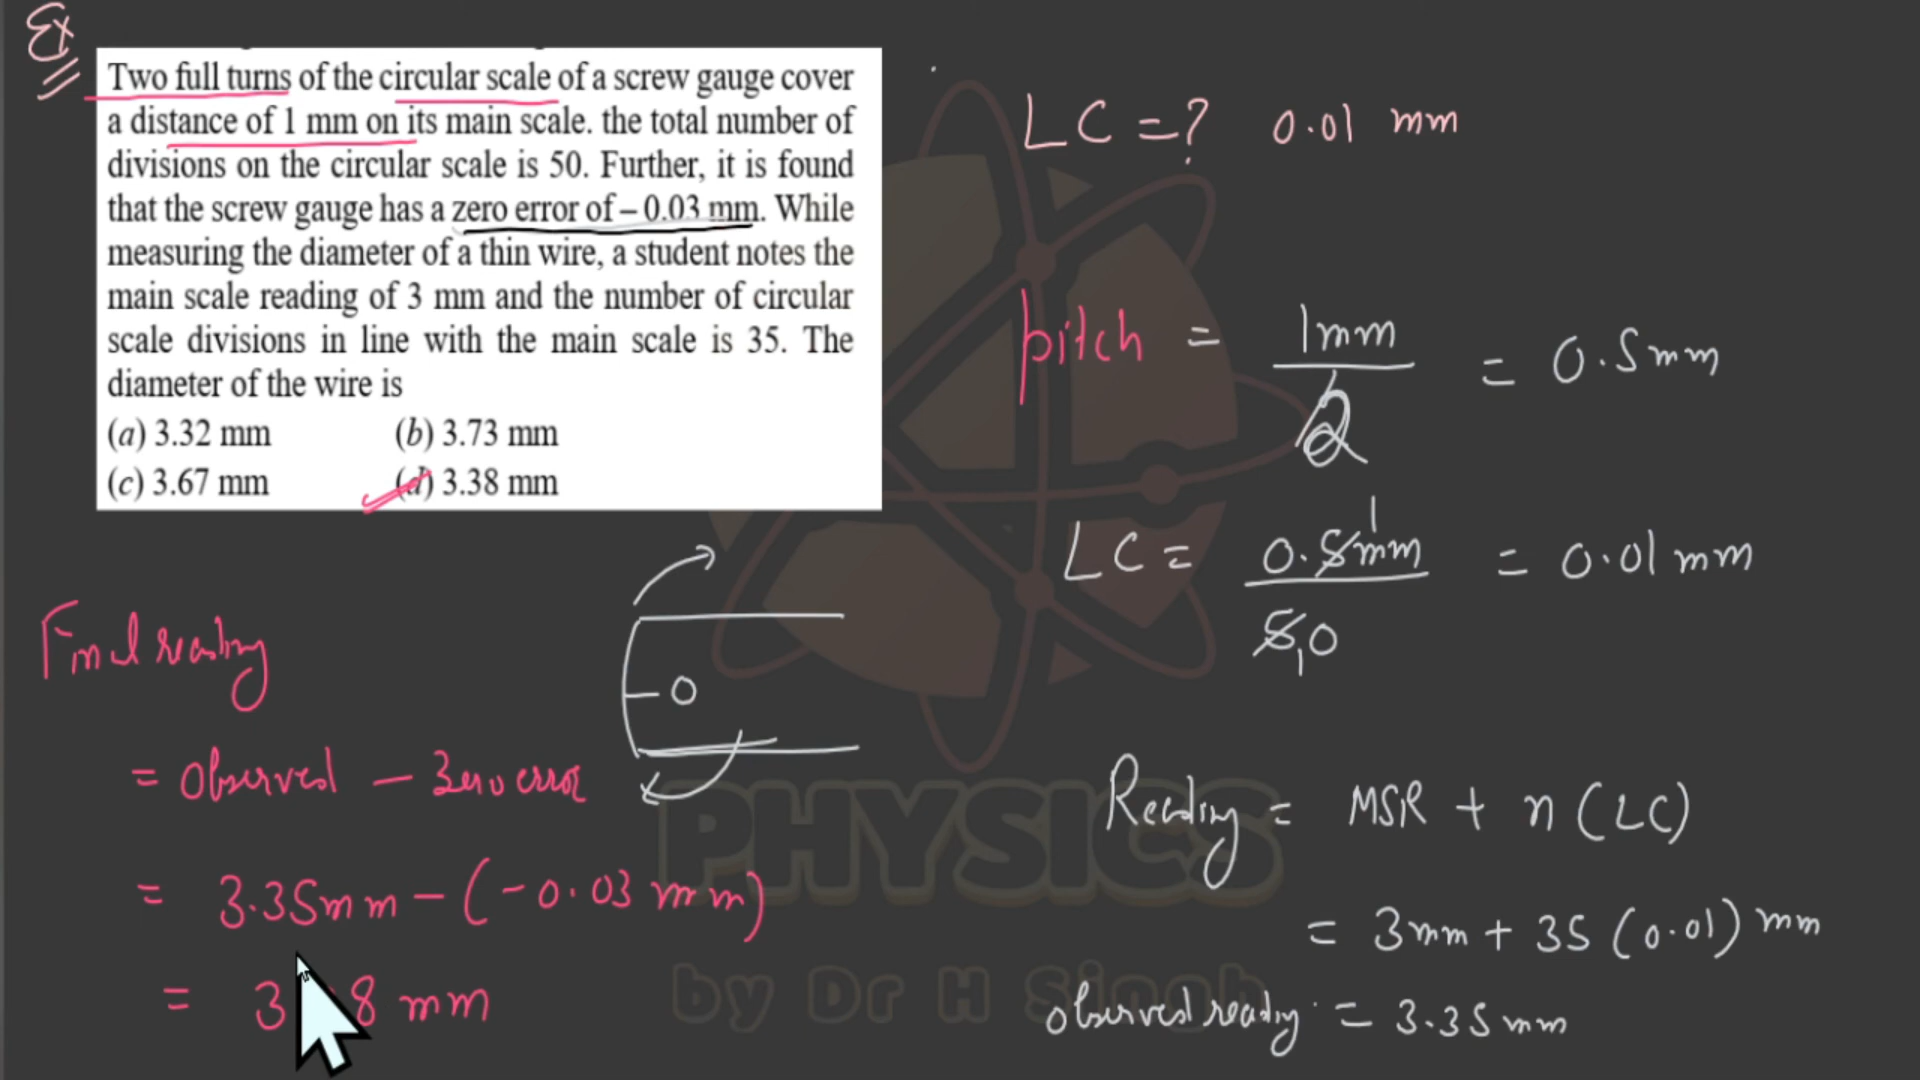 Ex
Two full turns of the circular scale of a screw gauge cover
a distance of 1 mm on its main scale. the total number of
divisions on the circular scale is 50. Further, it is found
that the screw gauge has a zero error of – 0.03 mm. While
measuring the diameter of a thin wire, a student notes the
main scale reading of 3 mm and the number of circular
scale divisions in line with the main scale is 35. The
diameter of the wire is
(a) 3.32 mm (b) 3.73 mm
(c) 3.67 mm (d) 3.38 mm
LC = ? 0.01 mm
pitch = 1mm / 2 = 0.5mm
LC = 0.5mm / 50 = 0.01 mm
1
1
0
Reading = MSR + n (LC)
= 3mm + 35 (0.01) mm
observed reading = 3.35 mm
Final reading
= Observed – Zero error
= 3.35mm – (-0.03 mm)
= 3 8 mm
PHYSICS
by Dr H Singh